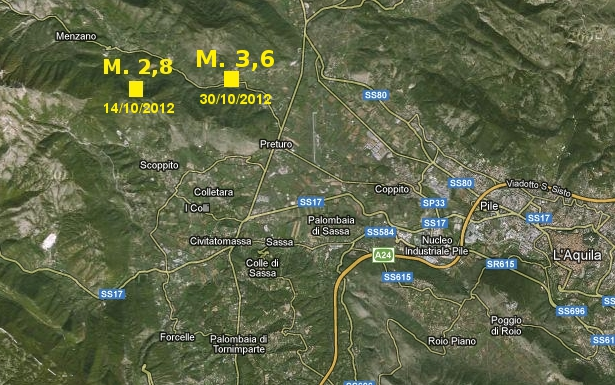 Menzano
M. 2,8
14/10/2012
M. 3,6
30/10/2012
SS80
Preturo
Scoppito
Colletara
I Colli
SS17
Coppito
SS80
Viadotto S. Sisto
SP33
Pile
SS17
SS17
Palombaia
di Sassa
SS584
Nucleo
Industriale Pile
Civitatomassa
Sassa
A24
L'Aquila
Colle di
Sassa
SS615
SR615
SS17
SS696
Poggio
di Roio
Forcelle
Palombaia di
Tornimparte
Roio Piano